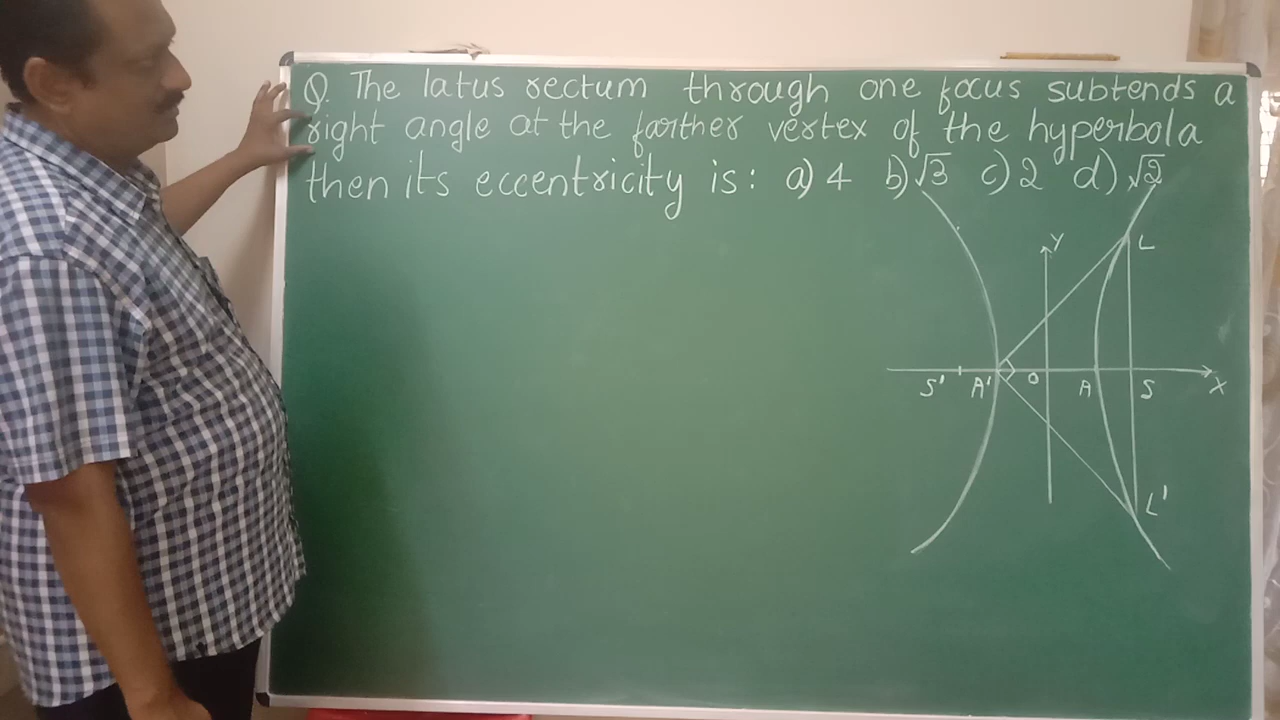 Q. The latus rectum through one focus subtends a
right angle at the farther vertex of the hyperbola
then its eccentricity is: a) 4 b) √3 c) 2 d) √2
Y
L
S' A' O A S X
L'